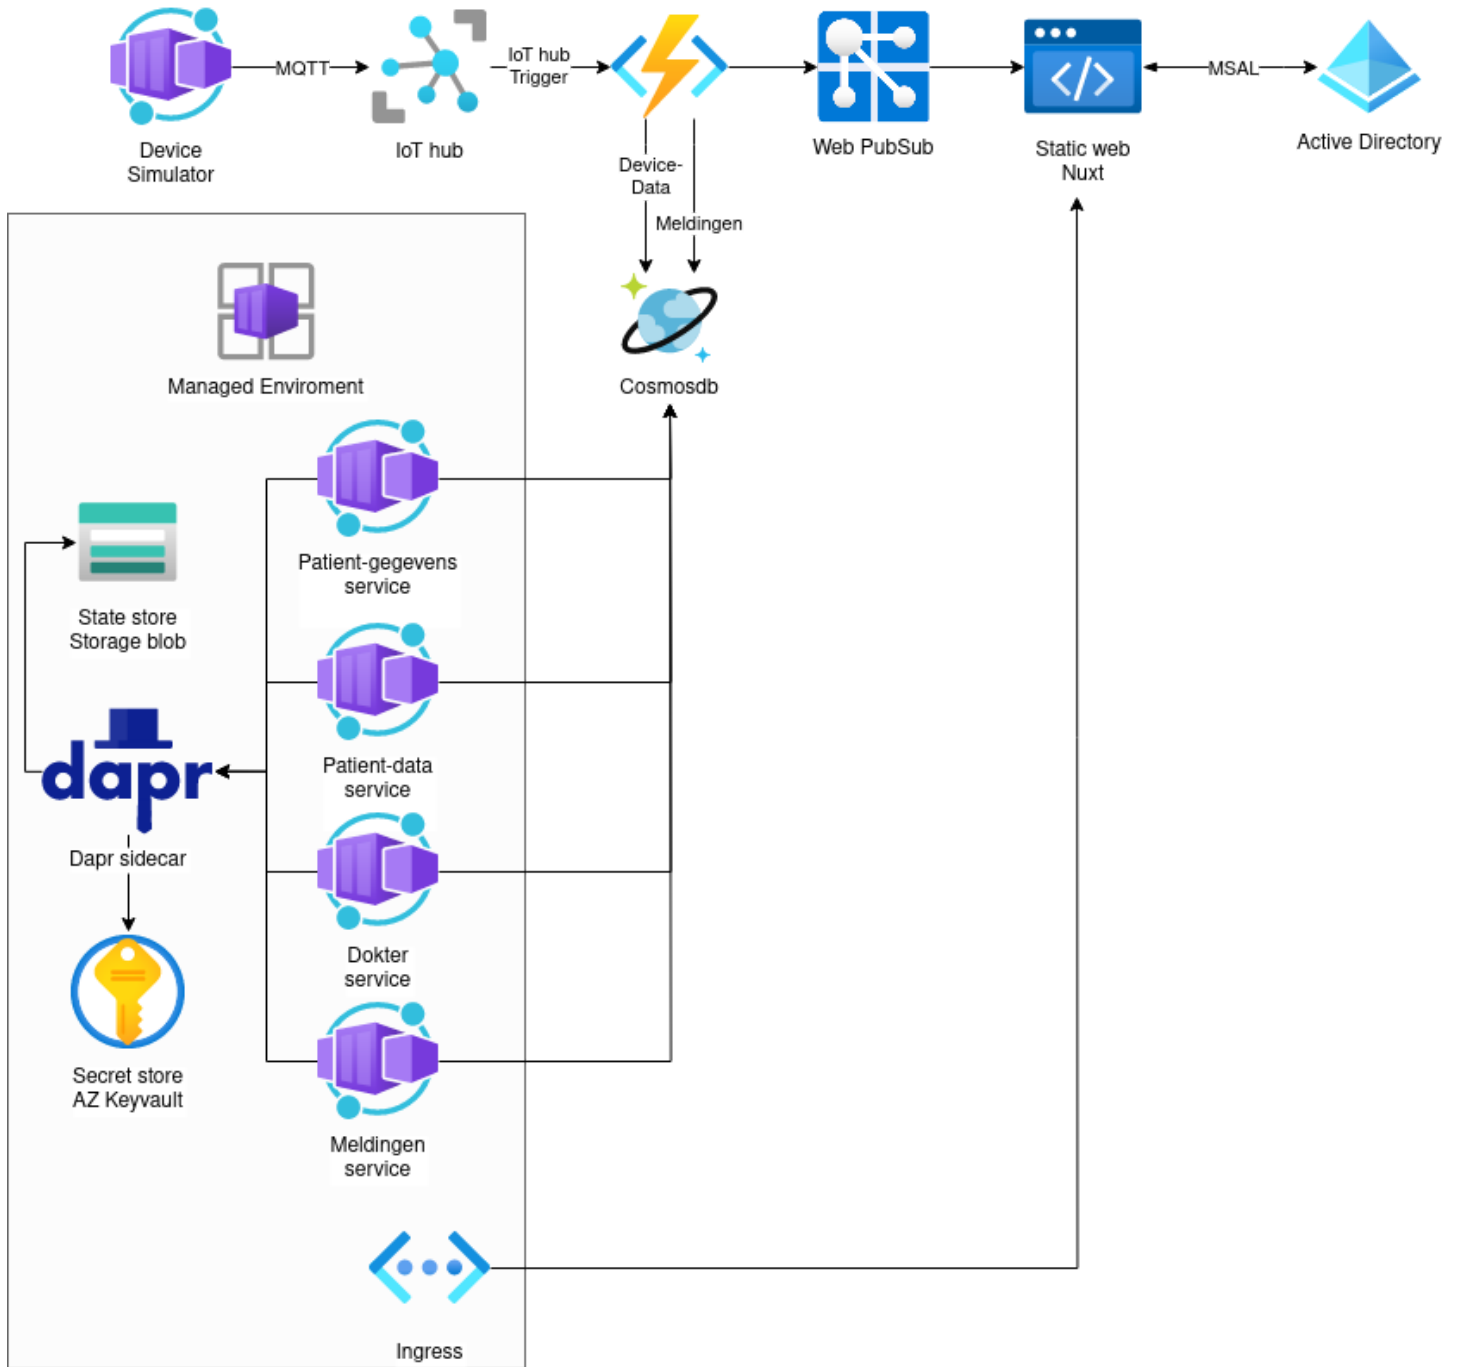 MQTT
IoT hub
Trigger
MSAL
Device
Simulator
IoT hub
Web PubSub
Static web
Nuxt
Active Directory
Device-
Data
Meldingen
Managed Enviroment
Cosmosdb
Patient-gegevens
service
State store
Storage blob
Patient-data
service
dapr
Dapr sidecar
Dokter
service
Secret store
AZ Keyvault
Meldingen
service
Ingress